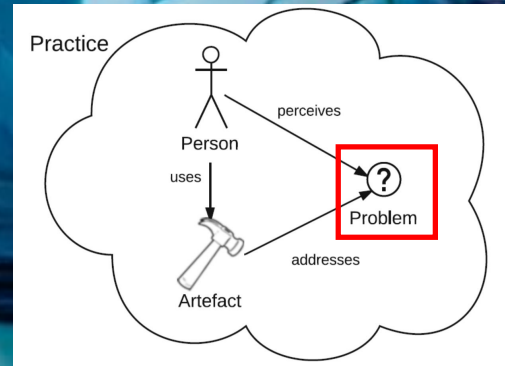 Practice
perceives
Person
uses
?
Problem
addresses
Artefact